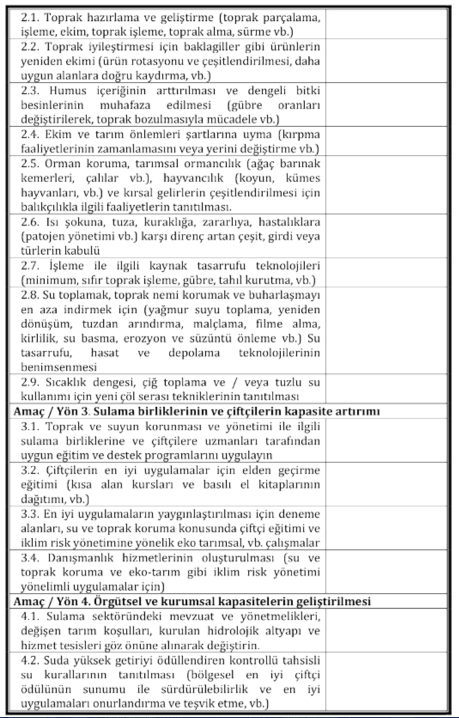 2.1. Toprak hazırlama ve geliştirme (toprak parçalama,
işleme, ekim, toprak işleme, toprak alma, sürme vb.)
2.2. Toprak iyileştirmesi için baklagiller gibi ürünlerin
yeniden ekimi (ürün rotasyonu ve çeşitlendirilmesi, daha
uygun alanlara doğru kaydırma, vb.)
2.3. Humus içeriğinin arttırılması ve dengeli bitki
besinlerinin muhafaza edilmesi (gübre oranları
değiştirilerek, toprak bozulmasıyla mücadele vb.)
2.4. Ekim ve tarım önlemleri şartlarına uyma (kırpma
faaliyetlerinin zamanlamasını veya yerini değiştirme vb.)
2.5. Orman koruma, tarımsal ormancılık (ağaç barınak
kemerleri, çalılar vb.), hayvancılık (koyun, kümes
hayvanları, vb.) ve kırsal gelirlerin çeşitlendirilmesi için
balıkçılıkla ilgili faaliyetlerin tanıtılması.
2.6. Isı şokuna, tuza, kuraklığa, zararlıya, hastalıklara
(patojen yönetimi vb.) karşı direnç artan çeşit, girdi veya
türlerin kabulü
2.7. İşleme ile ilgili kaynak tasarrufu teknolojileri
(minimum, sıfır toprak işleme, gübre, tahıl kurutma, vb.)
2.8. Su toplamak, toprak nemi korumak ve buharlaşmayı
en aza indirmek için (yağmur suyu toplama, yeniden
dönüşüm, tuzdan arındırma, malçlama, filme alma,
kirlilik, su basma, erozyon ve süzüntü önleme vb.) Su
tasarrufu, hasat ve depolama teknolojilerinin
benimsenmesi
2.9. Sıcaklık dengesi, çiğ toplama ve / veya tuzlu su
kullanımı için yeni çöl serası tekniklerinin tanıtılması
Amaç / Yön 3. Sulama birliklerinin ve çiftçilerin kapasite artırımı
3.1. Toprak ve suyun korunması ve yönetimi ile ilgili
sulama birliklerine ve çiftçilere uzmanları tarafından
uygun eğitim ve destek programlarını uygulayın
3.2. Çiftçilerin en iyi uygulamalar için elden geçirme
eğitimi (kısa alan kursları ve basılı el kitaplarının
dağıtımı, vb.)
3.3. En iyi uygulamaların yaygınlaştırılması için deneme
alanları, su ve toprak koruma konusunda çiftçi eğitimi ve
iklim risk yönetimine yönelik eko tarımsal, vb. çalışmalar
3.4. Danışmanlık hizmetlerinin oluşturulması (su ve
toprak koruma ve eko-tarım gibi iklim risk yönetimi
yönelimli uygulamalar için)
Amaç / Yön 4. Örgütsel ve kurumsal kapasitelerin geliştirilmesi
4.1. Sulama sektöründeki mevzuat ve yönetmelikleri,
değişen tarım koşulları, kurulan hidrolojik altyapı ve
hizmet tesisleri göz önüne alınarak değiştirin.
4.2. Suda yüksek getiriyi ödüllendiren kontrollü tahsisli
su kurallarının tanıtılması (bölgesel en iyi çiftçi
ödülünün sunumu ile sürdürülebilirlik ve en iyi
uygulamaları onurlandırma ve teşvik etme, vb.)